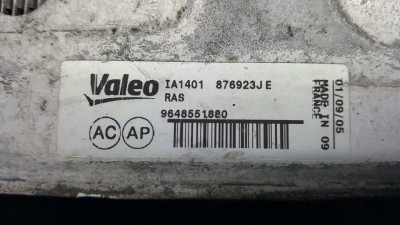 Valeo
IA1401 876923J E
RAS
9648551880
AC AP
01/09/05
MADE IN 09
FRANCE